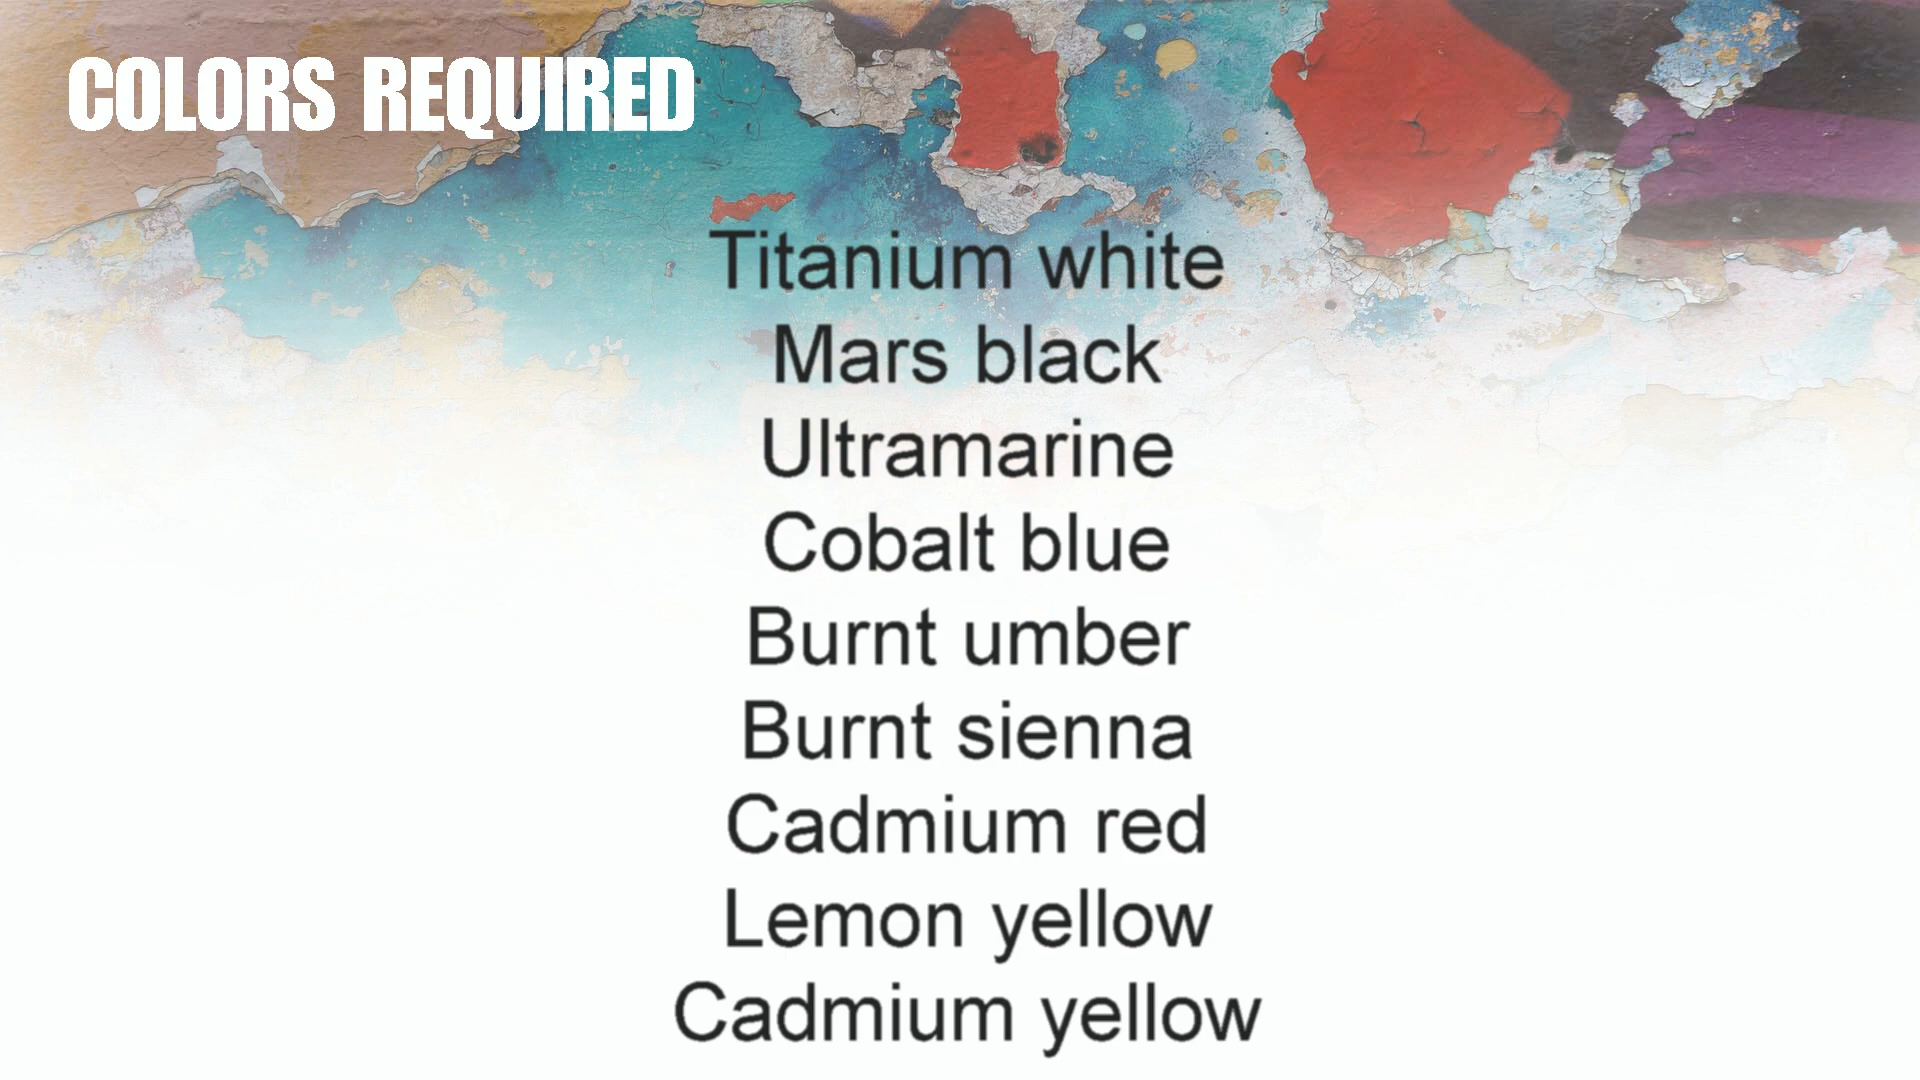 COLORS REQUIRED
Titanium white
Mars black
Ultramarine
Cobalt blue
Burnt umber
Burnt sienna
Cadmium red
Lemon yellow
Cadmium yellow